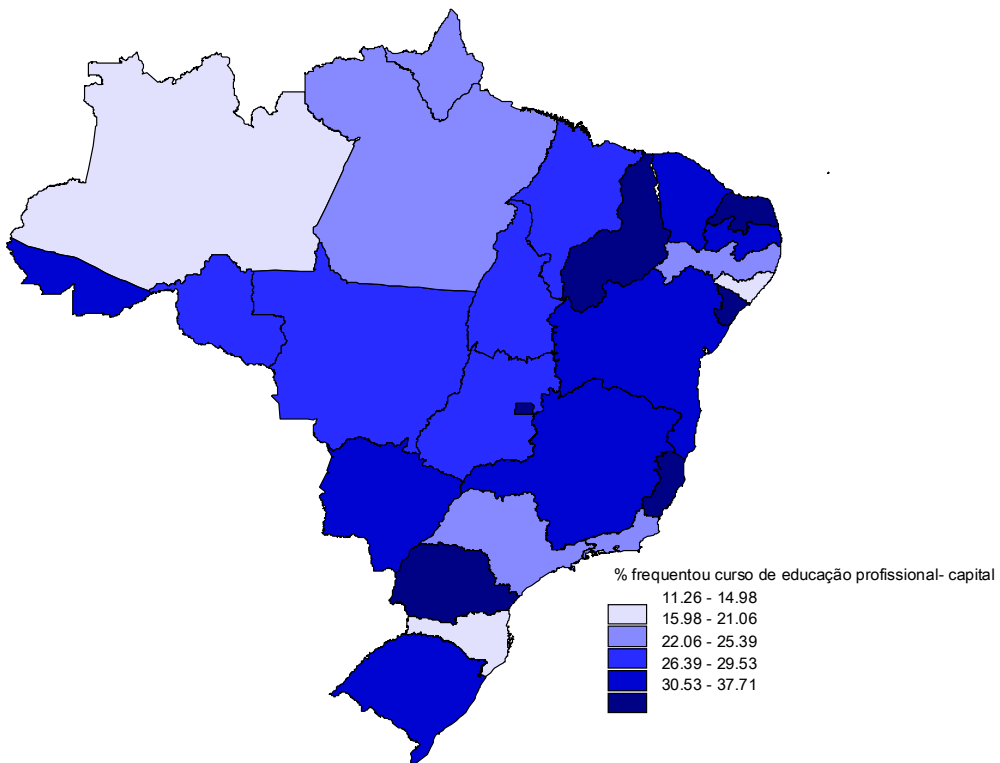 % frequentou curso de educação profissional- capital
11.26 - 14.98
15.98 - 21.06
22.06 - 25.39
26.39 - 29.53
30.53 - 37.71